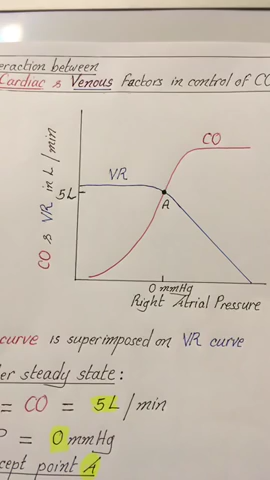 eraction between
Cardiac & Venous Factors in control of CO
CO
VR
CO & VR in L/min
5L
A
0 mmHg
Right Atrial Pressure
curve is superimposed on VR curve
er steady state:
= CO = 5L / min
P = 0 mmHg
cept point A